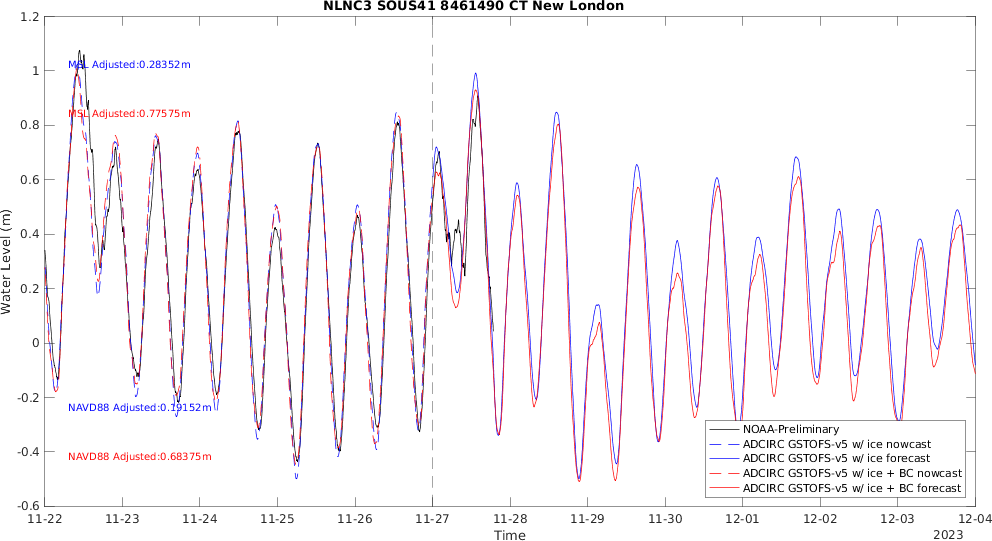 NLNC3 SOUS41 8461490 CT New London
Water Level (m)
1.2
1
0.8
0.6
0.4
0.2
0
-0.2
-0.4
-0.6
MSL Adjusted:0.28352m
MSL Adjusted:0.77575m
NAVD88 Adjusted:0.19152m
NAVD88 Adjusted:0.68375m
NOAA-Preliminary
ADCIRC GSTOFS-v5 w/ ice nowcast
ADCIRC GSTOFS-v5 w/ ice forecast
ADCIRC GSTOFS-v5 w/ ice + BC nowcast
ADCIRC GSTOFS-v5 w/ ice + BC forecast
11-22 11-23 11-24 11-25 11-26 11-27 11-28 11-29 11-30 12-01 12-02 12-03 12-04
Time
2023